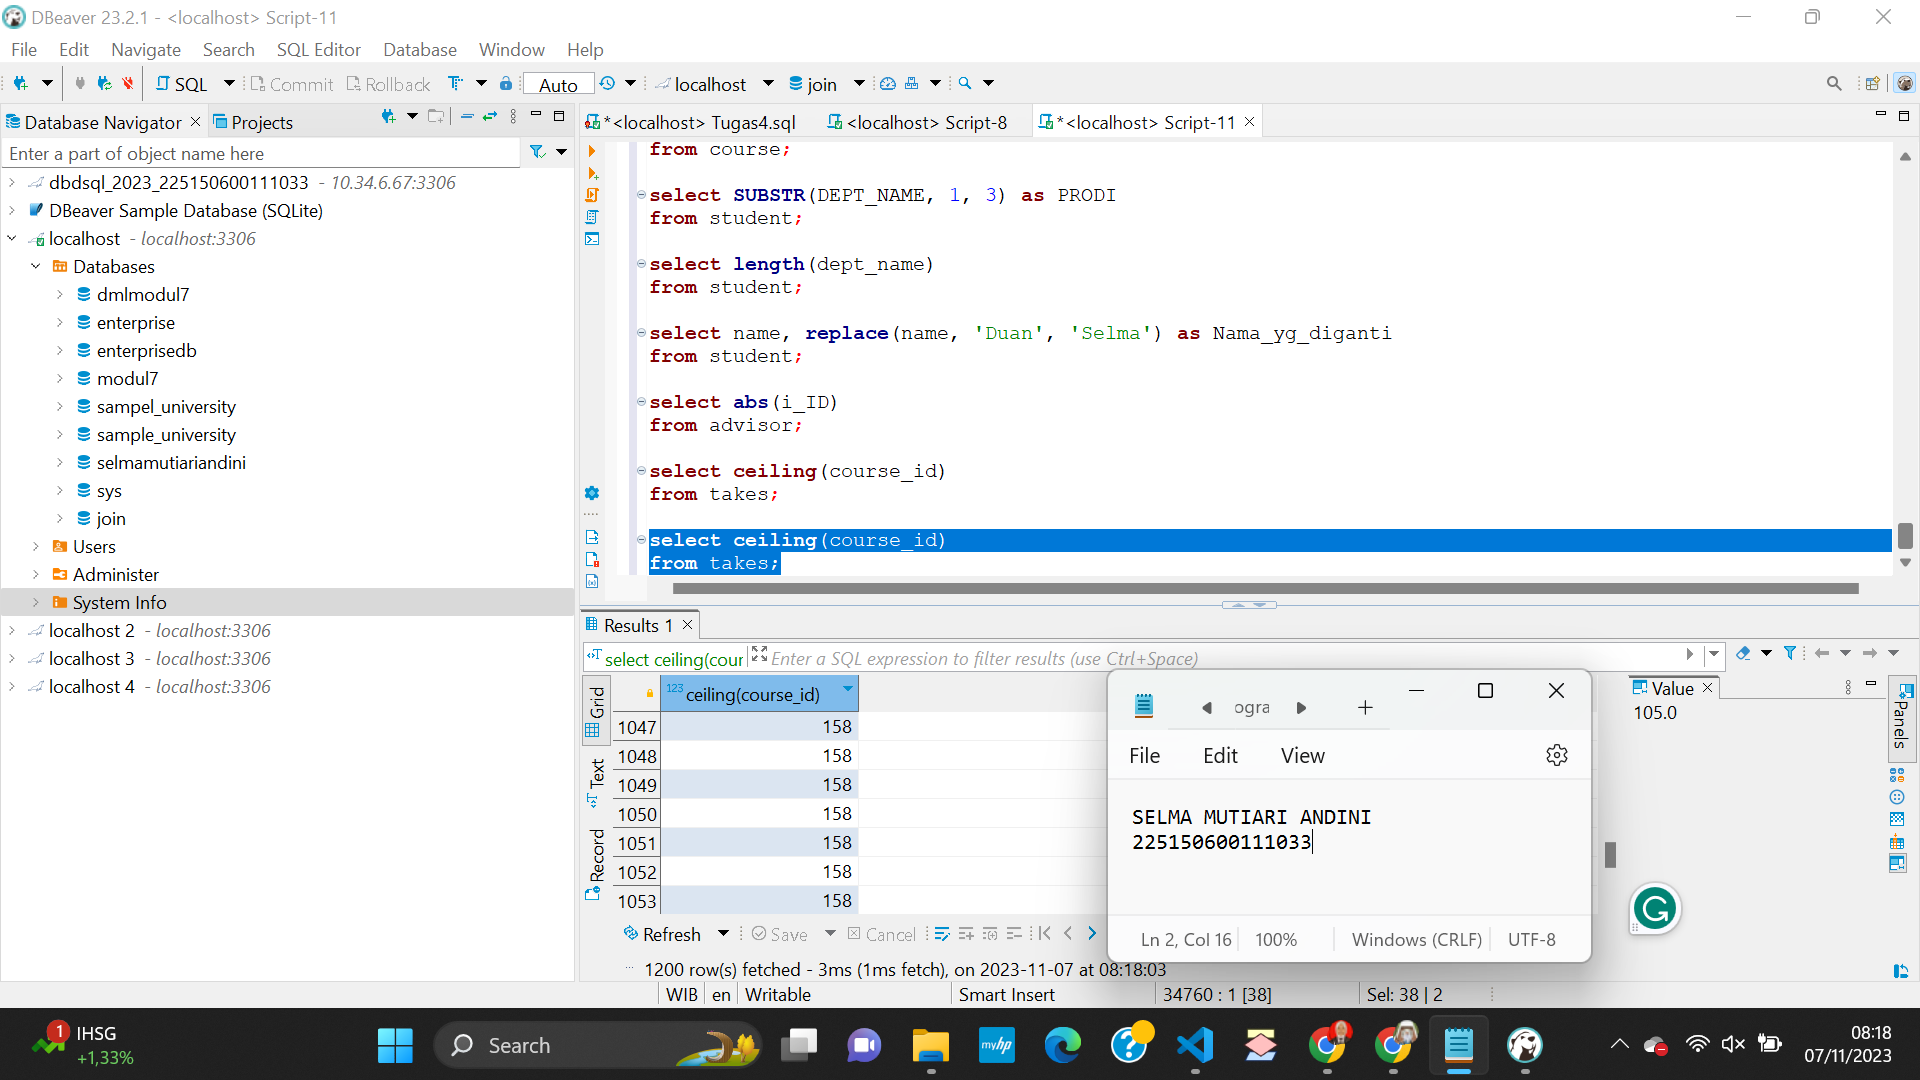 DBeaver 23.2.1 - <localhost> Script-11
File Edit Navigate Search SQL Editor Database Window Help
SQL Commit Rollback Auto localhost join
Database Navigator Projects
*<localhost> Tugas4.sql <localhost> Script-8 *<localhost> Script-11
Enter a part of object name here
dbdsql_2023_225150600111033 - 10.34.6.67:3306
DBeaver Sample Database (SQLite)
localhost - localhost:3306
Databases
dmlmodul7
enterprise
enterprisedb
modul7
sampel_university
sample_university
selmamutiariandini
sys
join
Users
Administer
System Info
localhost 2 - localhost:3306
localhost 3 - localhost:3306
localhost 4 - localhost:3306
from course;
select SUBSTR(DEPT_NAME, 1, 3) as PRODI
from student;
select length(dept_name)
from student;
select name, replace(name, 'Duan', 'Selma') as Nama_yg_diganti
from student;
select abs(i_ID)
from advisor;
select ceiling(course_id)
from takes;
select ceiling(course_id)
from takes;
Results 1
select ceiling(cour Enter a SQL expression to filter results (use Ctrl+Space)
Grid
Text
Record
123 ceiling(course_id)
1047 158
1048 158
1049 158
1050 158
1051 158
1052 158
1053 158
Refresh Save Cancel
1200 row(s) fetched - 3ms (1ms fetch), on 2023-11-07 at 08:18:03
Value
105.0
Panels
ogra
File Edit View
SELMA MUTIARI ANDINI
225150600111033
Ln 2, Col 16 100% Windows (CRLF) UTF-8
WIB en Writable Smart Insert 34760 : 1 [38] Sel: 38 | 2
1
IHSG
+1,33%
Search
myhp
08:18
07/11/2023